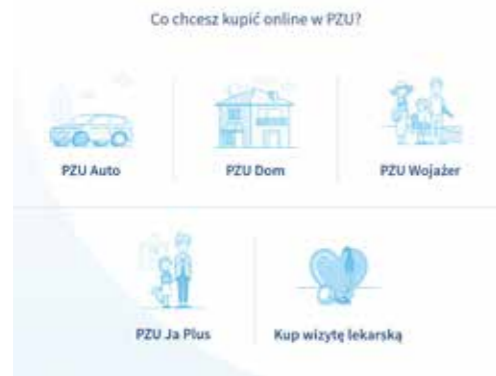 Co chcesz kupić online w PZU?
PZU Auto
PZU Dom
PZU Wojażer
PZU Ja Plus
Kup wizytę lekarską